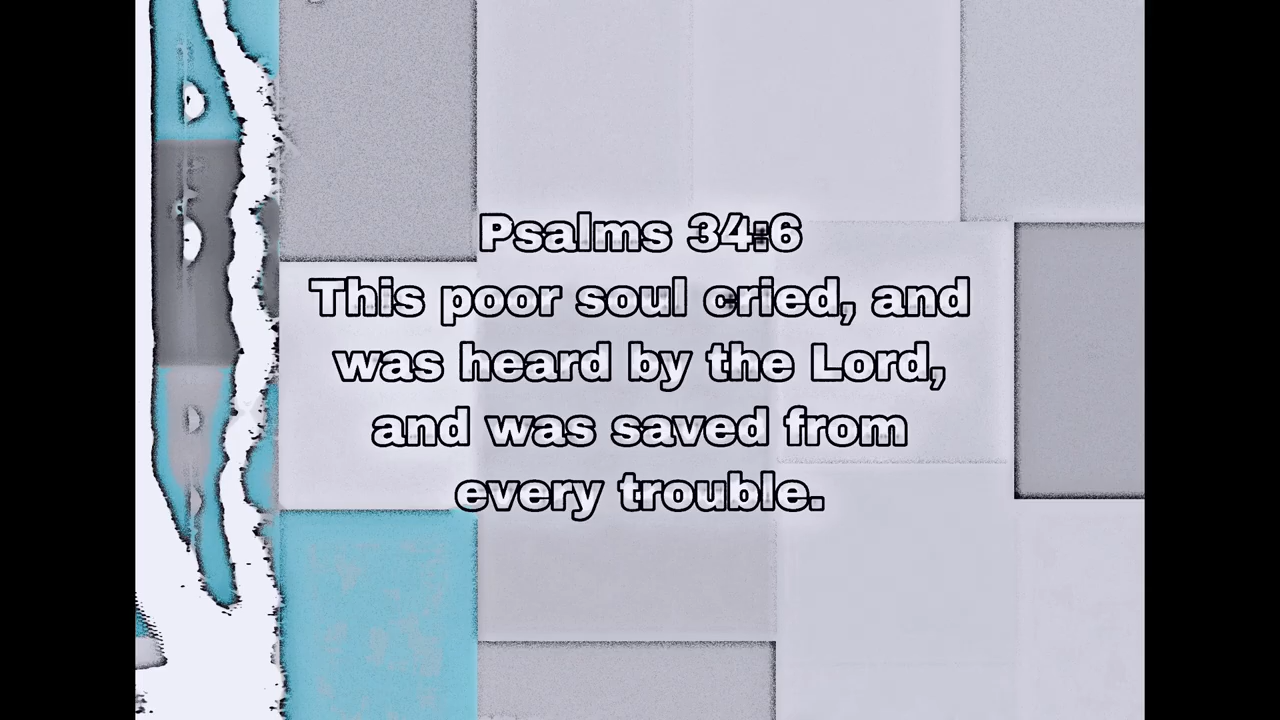 Psalms 34:6
This poor soul cried, and
was heard by the Lord,
and was saved from
every trouble.